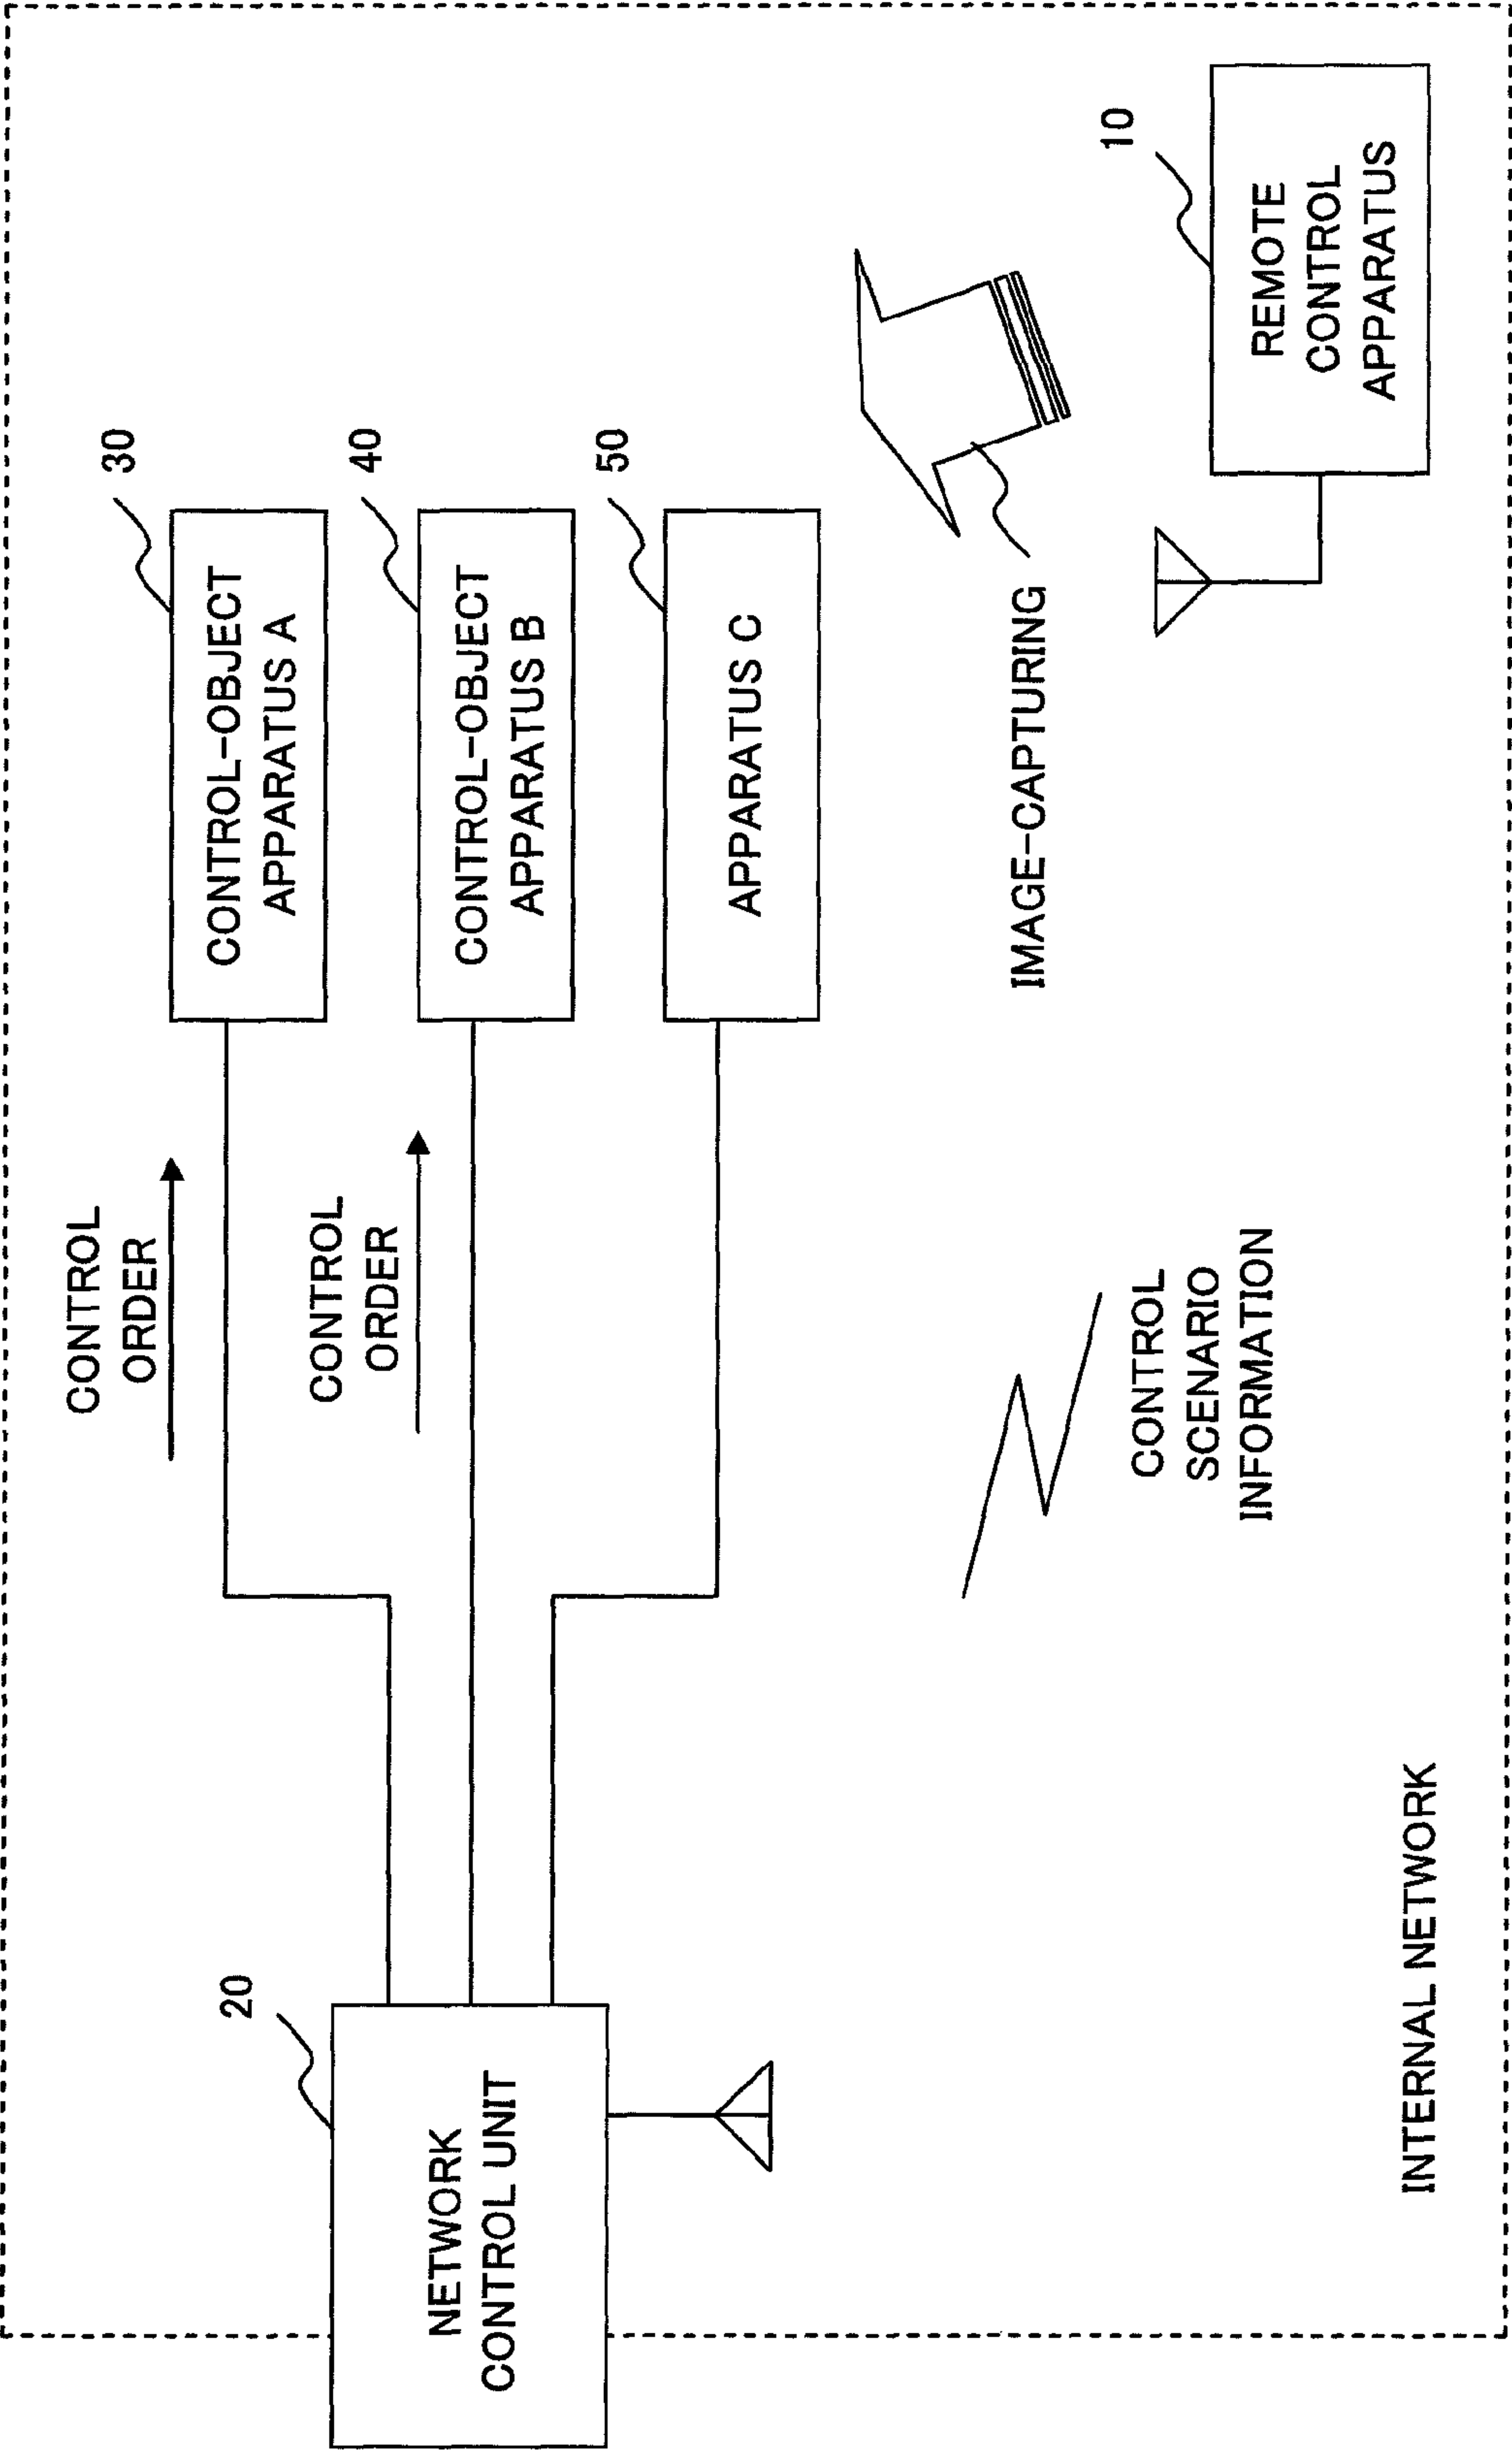 CONTROL
ORDER
30
CONTROL-OBJECT
APPARATUS A
20
NETWORK
CONTROL UNIT
CONTROL
ORDER
40
CONTROL-OBJECT
APPARATUS B
50
APPARATUS C
IMAGE-CAPTURING
CONTROL
SCENARIO
INFORMATION
10
REMOTE
CONTROL
APPARATUS
INTERNAL NETWORK